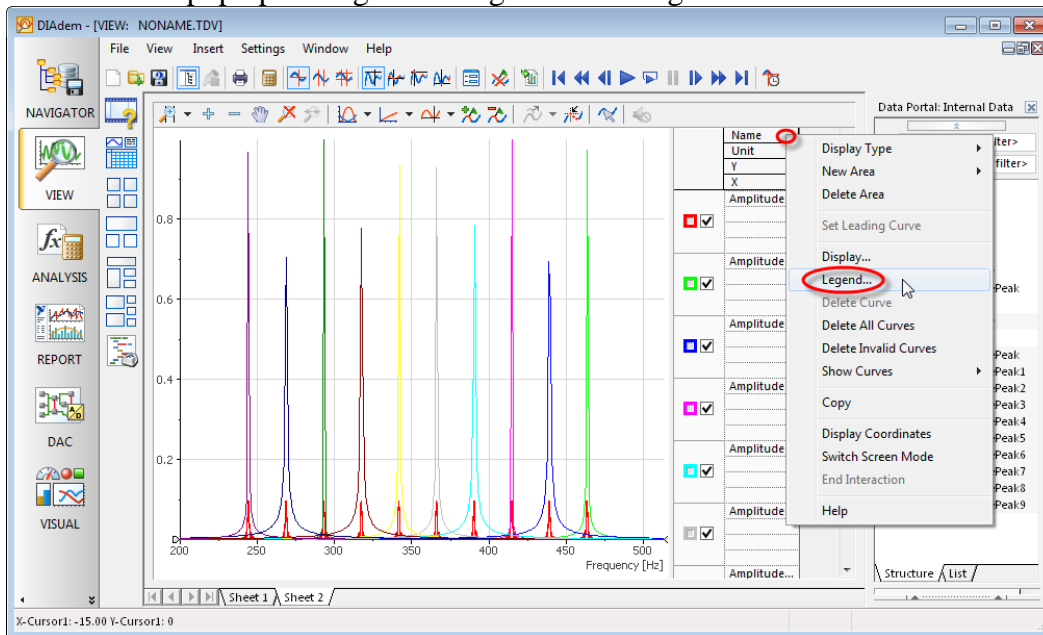 DIAdem - [VIEW: NONAME.TDV]
File View Insert Settings Window Help
NAVIGATOR
VIEW
ANALYSIS
REPORT
DAC
VISUAL
0.8
0.6
0.4
0.2
0
200 250 300 350 400 450 500
Frequency [Hz]
Name
Unit
Y
X
Amplitude
Amplitude
Amplitude
Amplitude
Amplitude
Amplitude
Amplitude...
Display Type
New Area
Delete Area
Set Leading Curve
Display...
Legend...
Delete Curve
Delete All Curves
Delete Invalid Curves
Show Curves
Copy
Display Coordinates
Switch Screen Mode
End Interaction
Help
Data Portal: Internal Data
lter>
filter>
Peak
Peak
Peak1
Peak2
Peak3
Peak4
Peak5
Peak6
Peak7
Peak8
Peak9
Structure List
Sheet 1 Sheet 2
X-Cursor1: -15.00 Y-Cursor1: 0